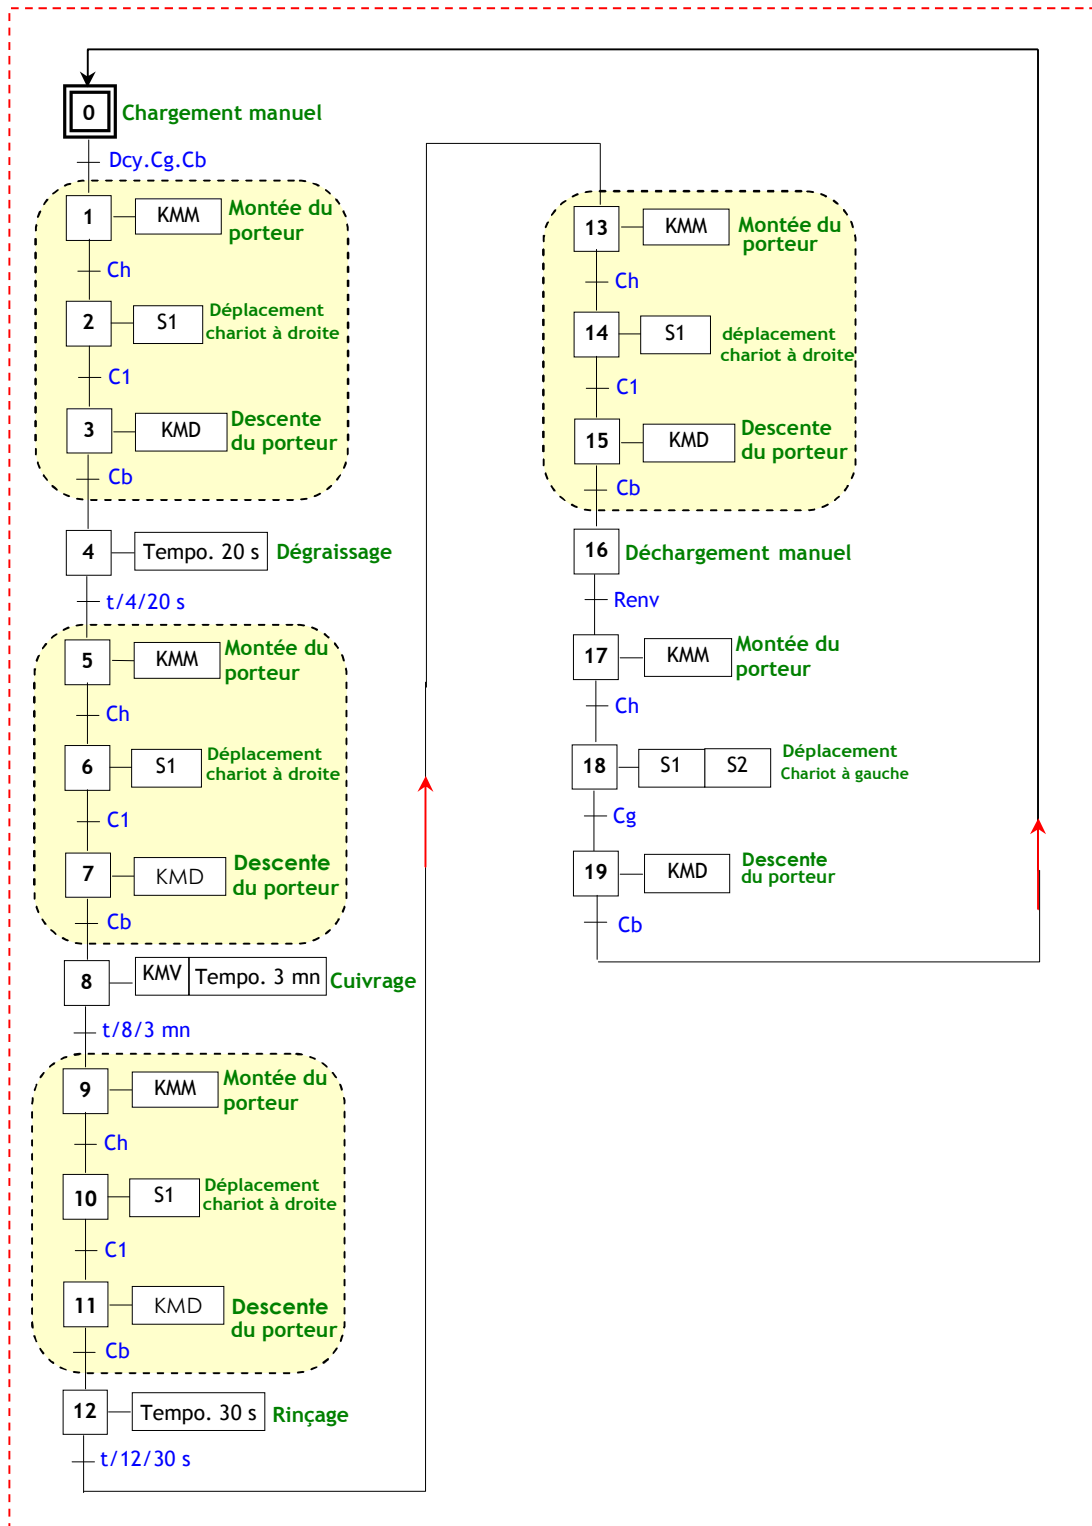 0 Chargement manuel
Dcy.Cg.Cb
1 KMM Montée du
porteur
Ch
2 S1 Déplacement
chariot à droite
C1
3 KMD Descente
du porteur
Cb
4 Tempo. 20 s Dégraissage
t/4/20 s
5 KMM Montée du
porteur
Ch
6 S1 Déplacement
chariot à droite
C1
7 KMD Descente
du porteur
Cb
8 KMV Tempo. 3 mn Cuivrage
t/8/3 mn
9 KMM Montée du
porteur
Ch
10 S1 Déplacement
chariot à droite
C1
11 KMD Descente
du porteur
Cb
12 Tempo. 30 s Rinçage
t/12/30 s
13 KMM Montée du
porteur
Ch
14 S1 déplacement
chariot à droite
C1
15 KMD Descente
du porteur
Cb
16 Déchargement manuel
Renv
17 KMM Montée du
porteur
Ch
18 S1 S2 Déplacement
Chariot à gauche
Cg
19 KMD Descente
du porteur
Cb